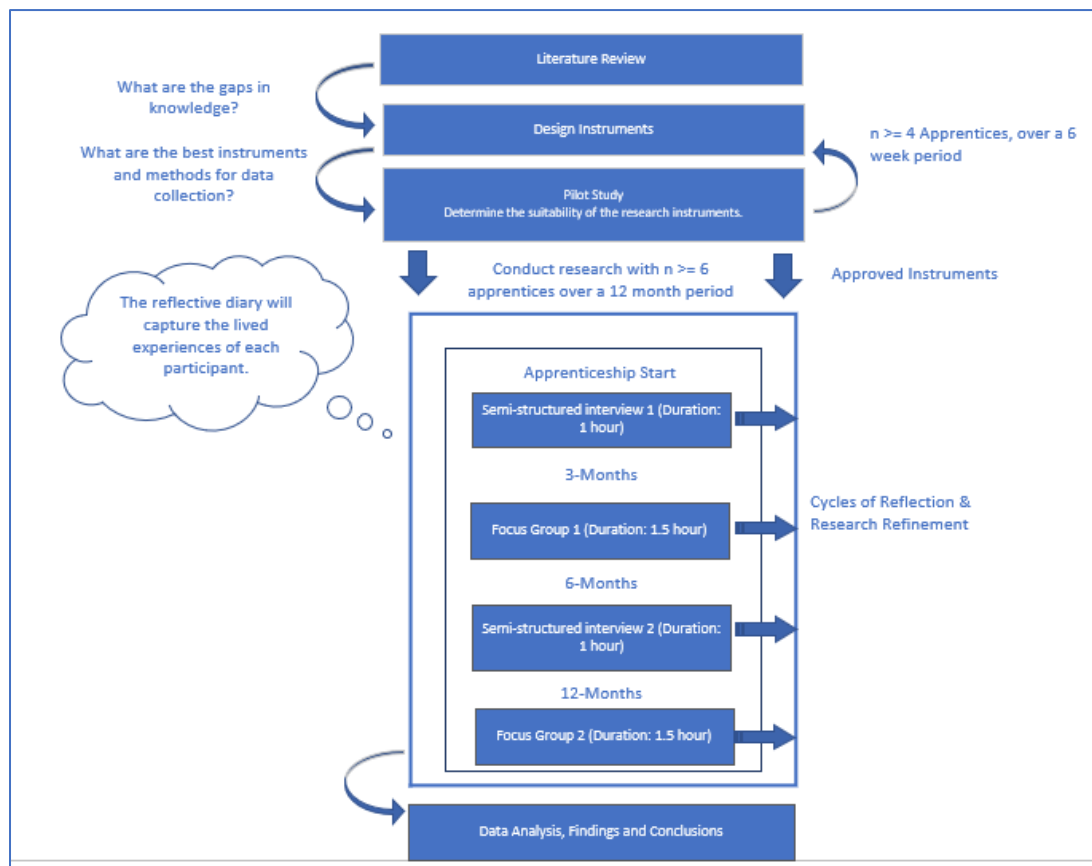 Literature Review
What are the gaps in
knowledge?
Design Instruments
n >= 4 Apprentices, over a 6
week period
What are the best instruments
and methods for data
collection?
Pilot Study
Determine the suitability of the research instruments.
Conduct research with n >= 6
apprentices over a 12 month period
Approved Instruments
The reflective diary will
capture the lived
experiences of each
participant.
Apprenticeship Start
Semi-structured interview 1 (Duration:
1 hour)
3-Months
Focus Group 1 (Duration: 1.5 hour)
Cycles of Reflection &
Research Refinement
6-Months
Semi-structured interview 2 (Duration:
1 hour)
12-Months
Focus Group 2 (Duration: 1.5 hour)
Data Analysis, Findings and Conclusions